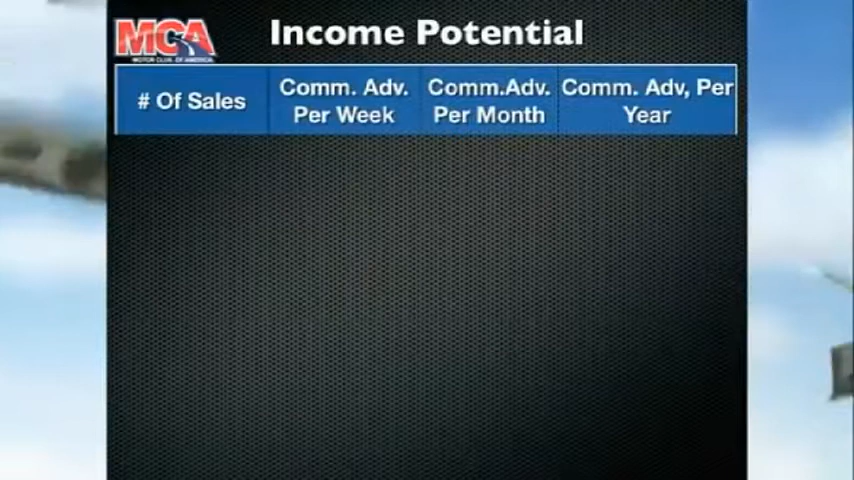 MCA
MOTOR CLUB OF AMERICA
Income Potential
# Of Sales
Comm. Adv.
Per Week
Comm.Adv.
Per Month
Comm. Adv, Per
Year